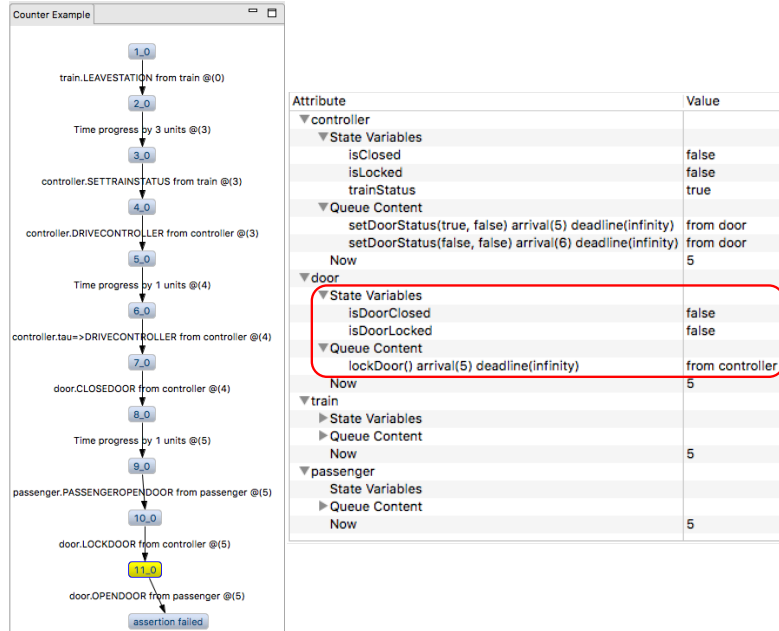 Counter Example
1_0
train.LEAVESTATION from train @(0)
2_0
Time progress by 3 units @(3)
3_0
controller.SETTRAINSTATUS from train @(3)
4_0
controller.DRIVECONTROLLER from controller @(3)
5_0
Time progress by 1 units @(4)
6_0
controller.tau=>DRIVECONTROLLER from controller @(4)
7_0
door.CLOSEDOOR from controller @(4)
8_0
Time progress by 1 units @(5)
9_0
passenger.PASSENGEROPENDOOR from passenger @(5)
10_0
door.LOCKDOOR from controller @(5)
11_0
door.OPENDOOR from passenger @(5)
assertion failed
Attribute Value
controller
State Variables
isClosed false
isLocked false
trainStatus true
Queue Content
setDoorStatus(true, false) arrival(5) deadline(infinity) from door
setDoorStatus(false, false) arrival(6) deadline(infinity) from door
Now 5
door
State Variables
isDoorClosed false
isDoorLocked false
Queue Content
lockDoor() arrival(5) deadline(infinity) from controller
Now 5
train
State Variables
Queue Content
Now 5
passenger
State Variables
Queue Content
Now 5